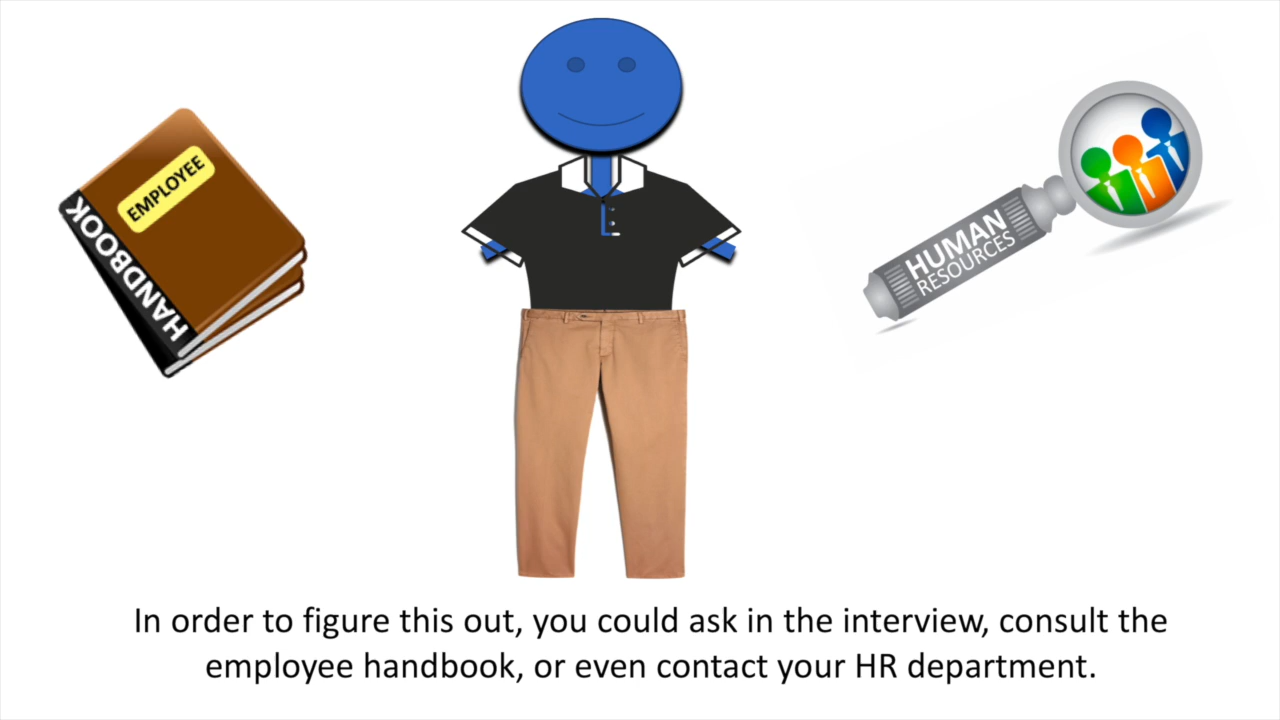 EMPLOYEE
HANDBOOK
HUMAN
RESOURCES
In order to figure this out, you could ask in the interview, consult the
employee handbook, or even contact your HR department.